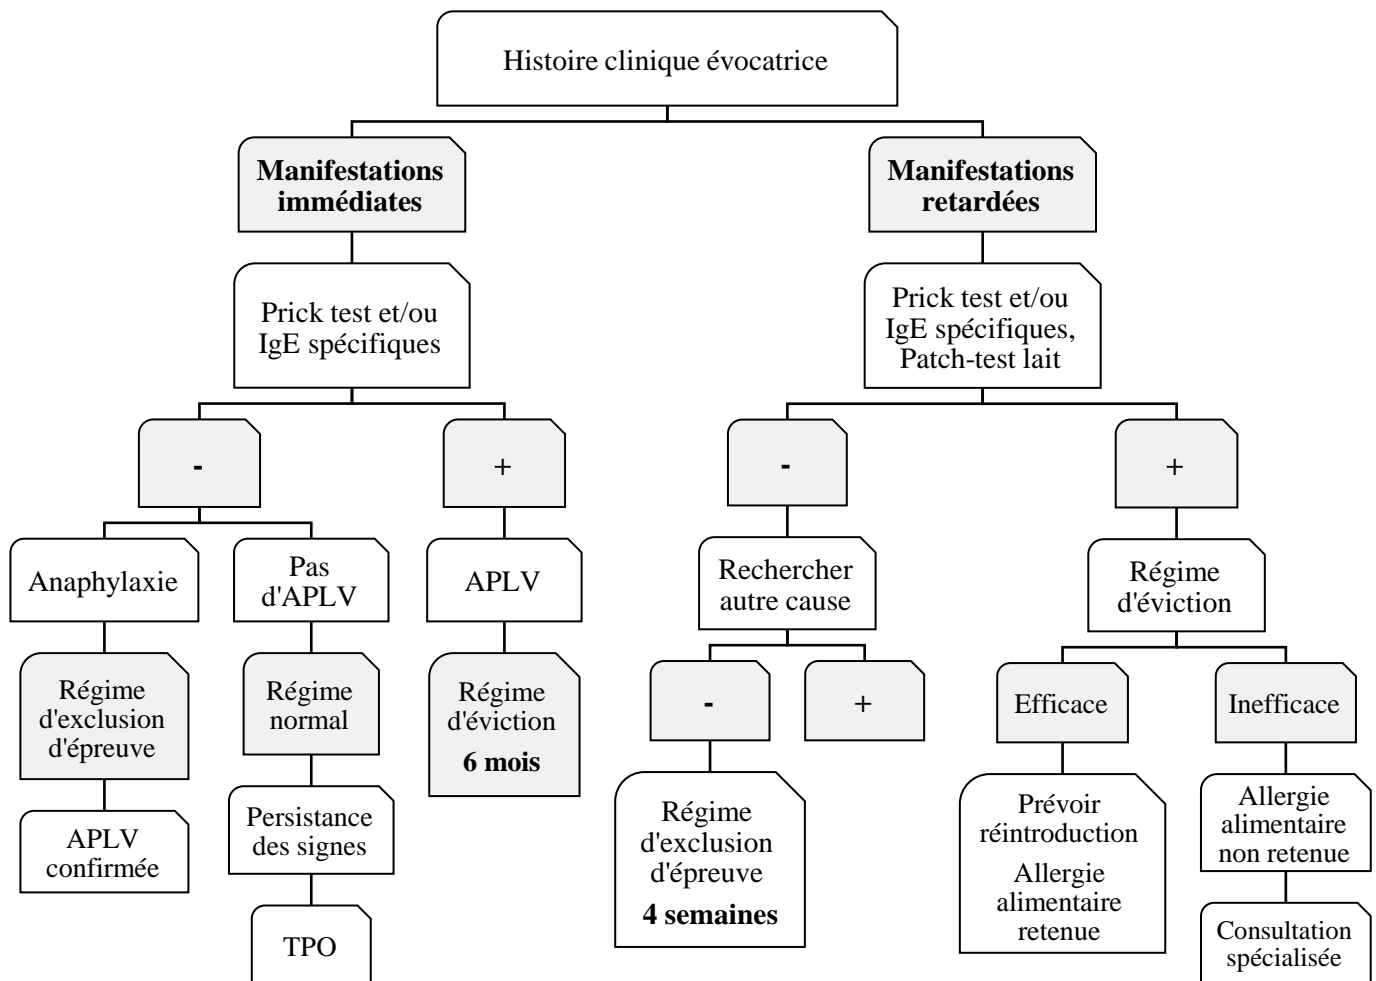 Histoire clinique évocatrice
Manifestations
immédiates
Manifestations
retardées
Prick test et/ou
IgE spécifiques
Prick test et/ou
IgE spécifiques,
Patch-test lait
-
+
-
+
Anaphylaxie
Pas
d'APLV
APLV
Rechercher
autre cause
Régime
d'éviction
Régime
d'exclusion
d'épreuve
Régime
normal
Régime
d'éviction
6 mois
-
+
Efficace
Inefficace
APLV
confirmée
Persistance
des signes
Régime
d'exclusion
d'épreuve
4 semaines
Prévoir
réintroduction
Allergie
alimentaire
retenue
Allergie
alimentaire
non retenue
TPO
Consultation
spécialisée